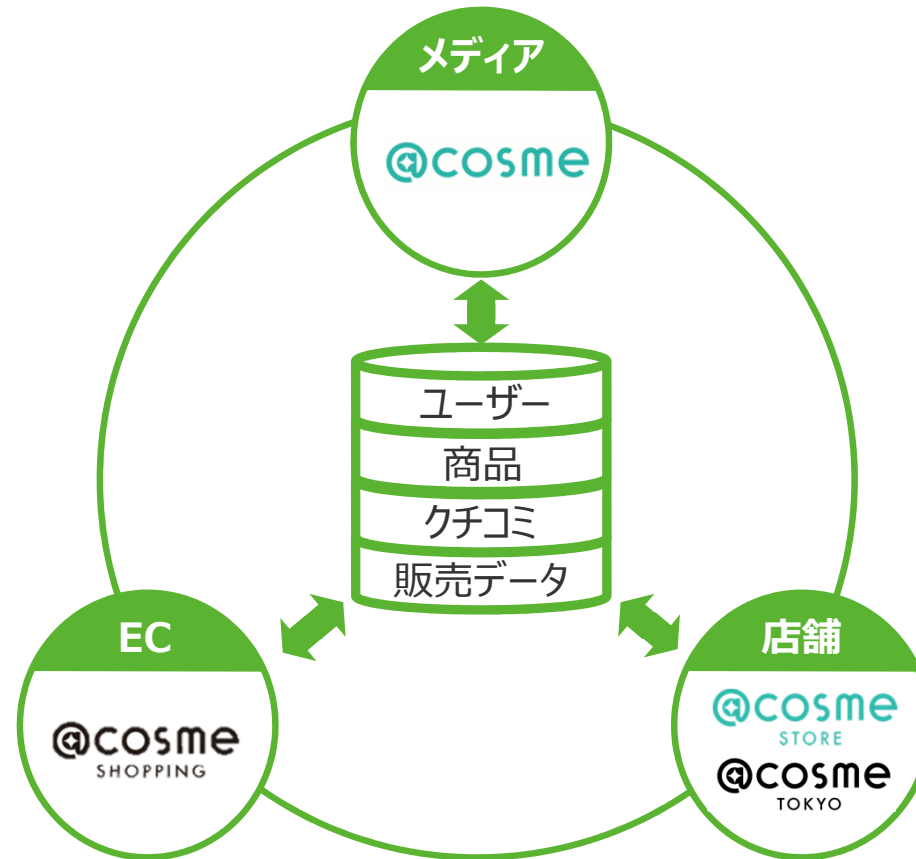 メディア
@cosme
ユーザー
商品
クチコミ
販売データ
EC
@cosme
SHOPPING
店舗
@cosme
STORE
@cosme
TOKYO